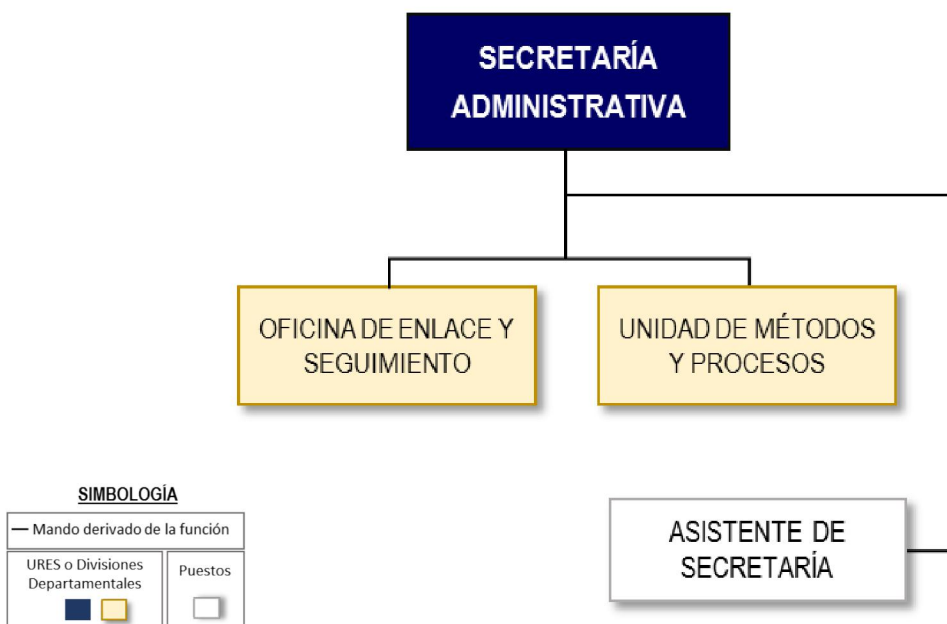 SECRETARÍA
ADMINISTRATIVA
OFICINA DE ENLACE Y
SEGUIMIENTO
UNIDAD DE MÉTODOS
Y PROCESOS
SIMBOLOGÍA
Mando derivado de la función
URES o Divisiones
Departamentales
Puestos
ASISTENTE DE
SECRETARÍA